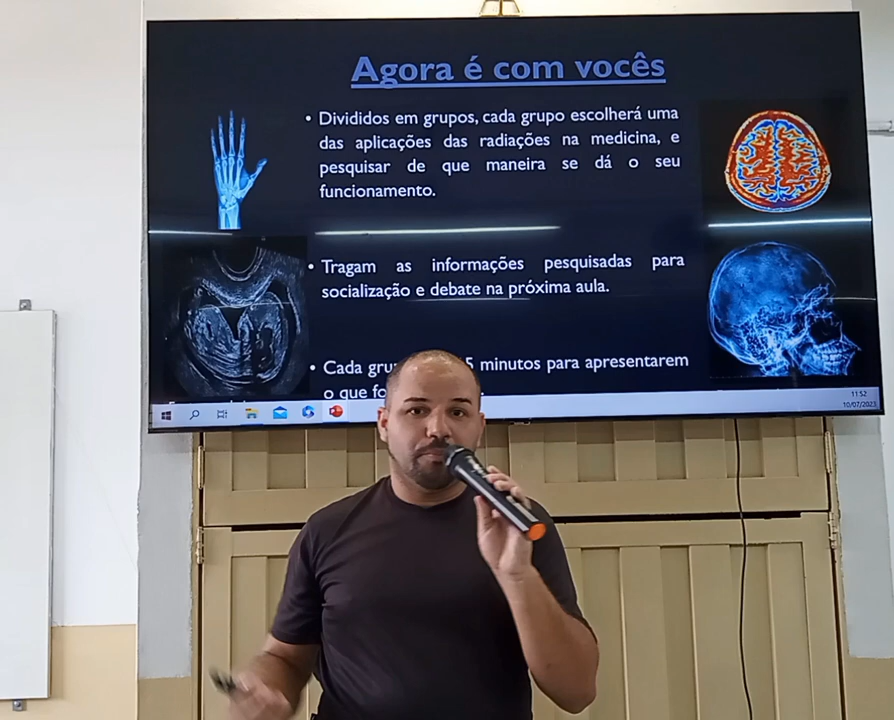 Agora é com vocês
• Divididos em grupos, cada grupo escolherá uma
das aplicações das radiações na medicina, e
pesquisar de que maneira se dá o seu
funcionamento.
• Tragam as informações pesquisadas para
socialização e debate na próxima aula.
• Cada 5 minutos para apresentarem
o que
11:52
10/07/2023